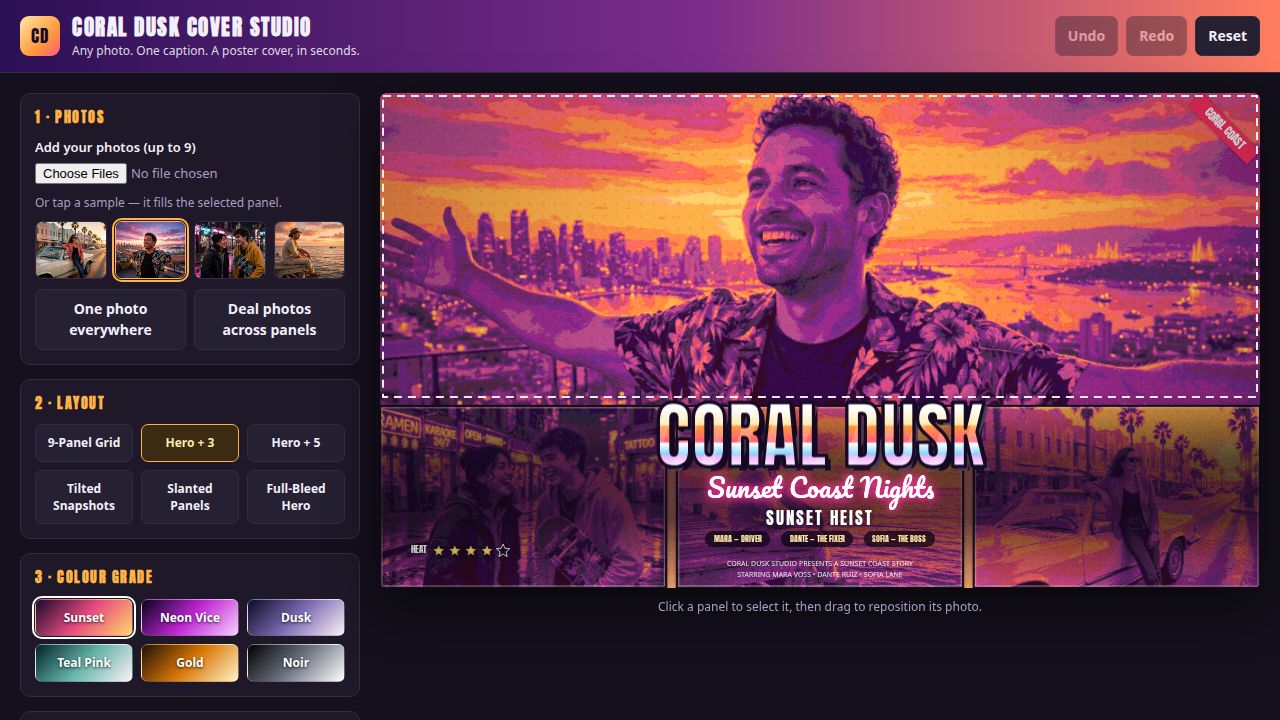 CD
CORAL DUSK COVER STUDIO
Any photo. One caption. A poster cover, in seconds.
Undo
Redo
Reset
1 · PHOTOS
Add your photos (up to 9)
Choose Files No file chosen
Or tap a sample — it fills the selected panel.
One photo
everywhere
Deal photos
across panels
2 · LAYOUT
9-Panel Grid
Hero + 3
Hero + 5
Tilted
Snapshots
Slanted
Panels
Full-Bleed
Hero
3 · COLOUR GRADE
Sunset
Neon Vice
Dusk
Teal Pink
Gold
Noir
CORAL COAST
RAMEN
KARAOKE
OPEN
24/7
TATTOO
CORAL DUSK
Sunset Coast Nights
SUNSET HEIST
MARA — DRIVER
DANTE — THE FIXER
SOFIA — THE BOSS
HEAT ★ ★ ★ ★ ☆
CORAL DUSK STUDIO PRESENTS A SUNSET COAST STORY
STARRING MARA VOSS • DANTE RUIZ • SOFIA LANE
Click a panel to select it, then drag to reposition its photo.